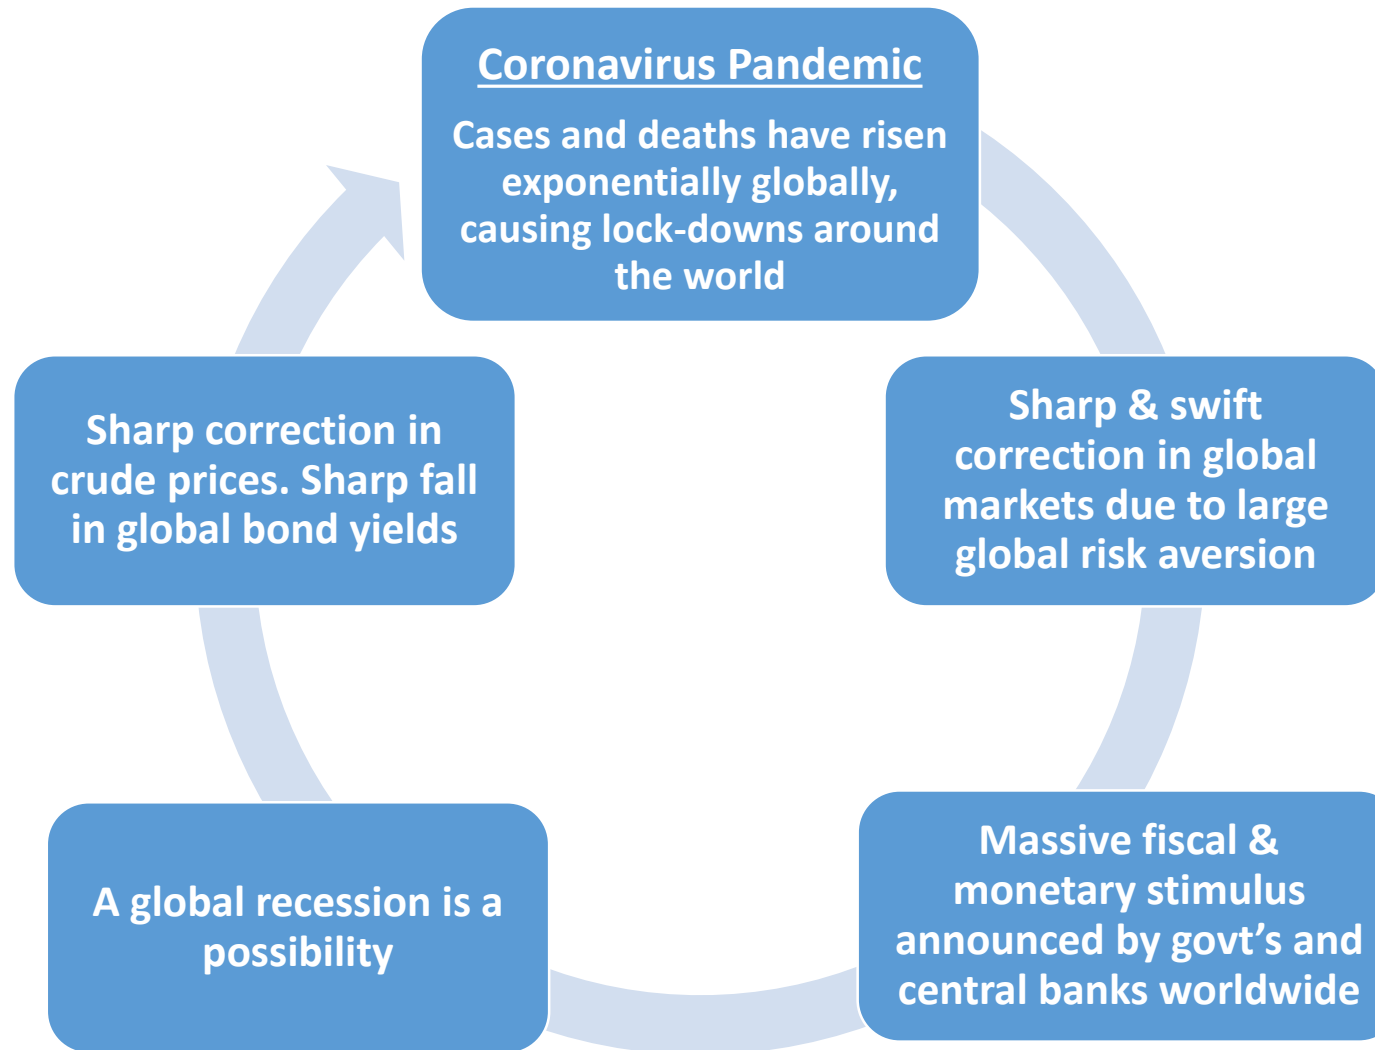 Coronavirus Pandemic
Cases and deaths have risen
exponentially globally,
causing lock-downs around
the world
Sharp & swift
correction in global
markets due to large
global risk aversion
Massive fiscal &
monetary stimulus
announced by govt’s and
central banks worldwide
A global recession is a
possibility
Sharp correction in
crude prices. Sharp fall
in global bond yields